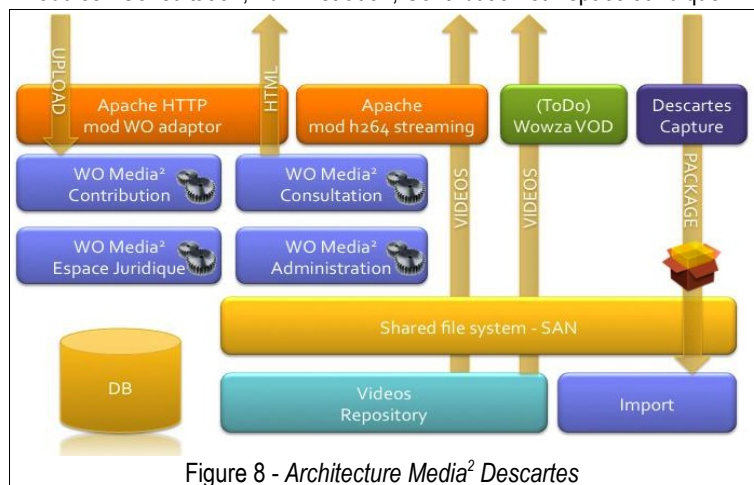 UPLOAD
HTML
Apache HTTP
mod WO adaptor
Apache
mod h264 streaming
(ToDo)
Wowza VOD
Descartes
Capture
WO Media²
Contribution
WO Media²
Consultation
VIDEOS
VIDEOS
PACKAGE
WO Media²
Espace Juridique
WO Media²
Administration
Shared file system - SAN
DB
Videos
Repository
Import
Figure 8 - Architecture Media² Descartes